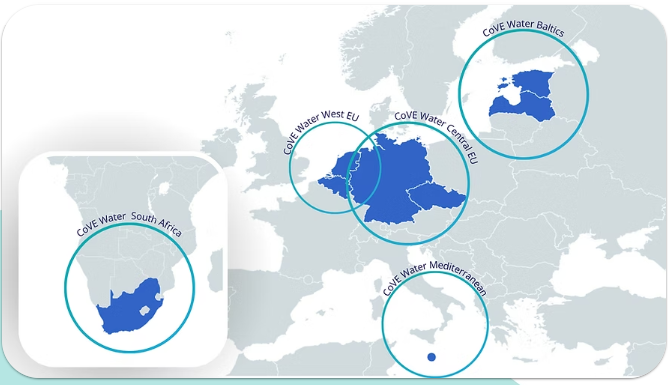 CoVE Water Baltics
CoVE Water West EU
CoVE Water Central EU
CoVE Water South Africa
CoVE Water Mediterranean